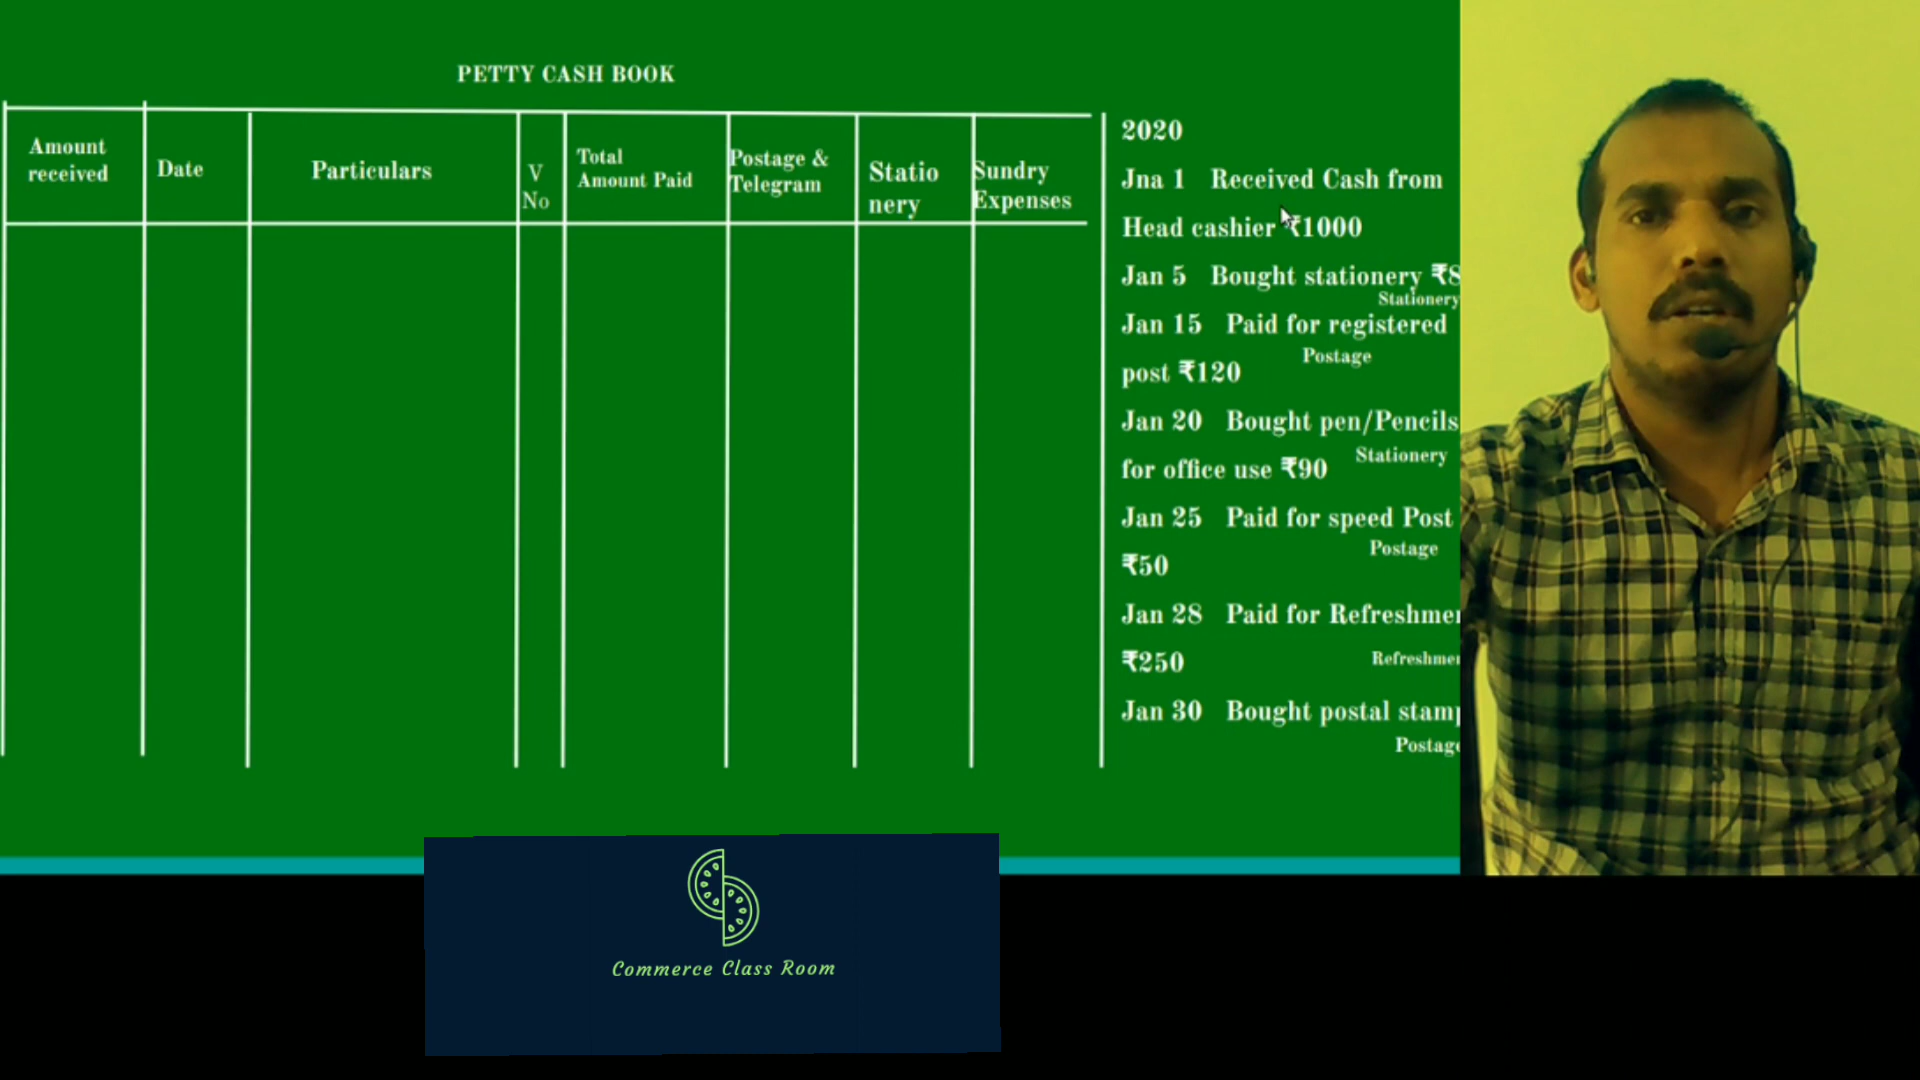 PETTY CASH BOOK
Amount
received
Date
Particulars
V
No
Total
Amount Paid
Postage &
Telegram
Statio
nery
Sundry
Expenses
2020
Jna 1 Received Cash from
Head cashier ₹1000
Jan 5 Bought stationery ₹8
Stationery
Jan 15 Paid for registered
Postage
post ₹120
Jan 20 Bought pen/Pencils
Stationery
for office use ₹90
Jan 25 Paid for speed Post
Postage
₹50
Jan 28 Paid for
₹250
Jan 30 Bought postal
Commerce Class Room